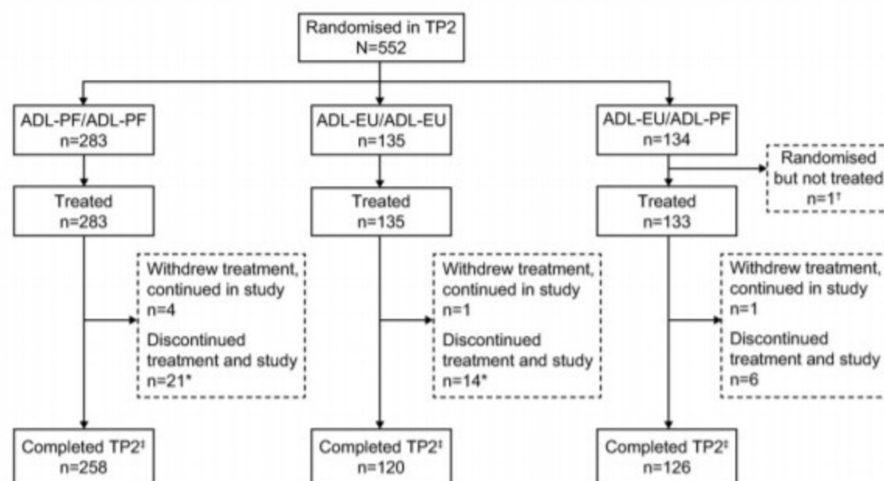 Randomised in TP2
N=552
ADL-PF/ADL-PF
n=283
ADL-EU/ADL-EU
n=135
ADL-EU/ADL-PF
n=134
Randomised
but not treated
n=1†
Treated
n=283
Treated
n=135
Treated
n=133
Withdrew treatment,
continued in study
n=4
Discontinued
treatment and study
n=21*
Withdrew treatment,
continued in study
n=1
Discontinued
treatment and study
n=14*
Withdrew treatment,
continued in study
n=1
Discontinued
treatment and study
n=6
Completed TP2‡
n=258
Completed TP2‡
n=120
Completed TP2‡
n=126